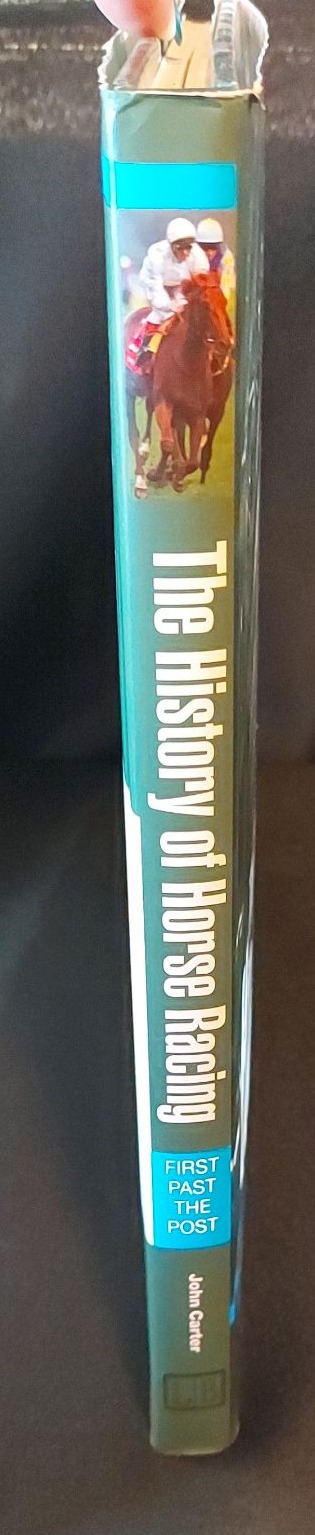 The History of Horse Racing
FIRST
PAST
THE
POST
John Carter